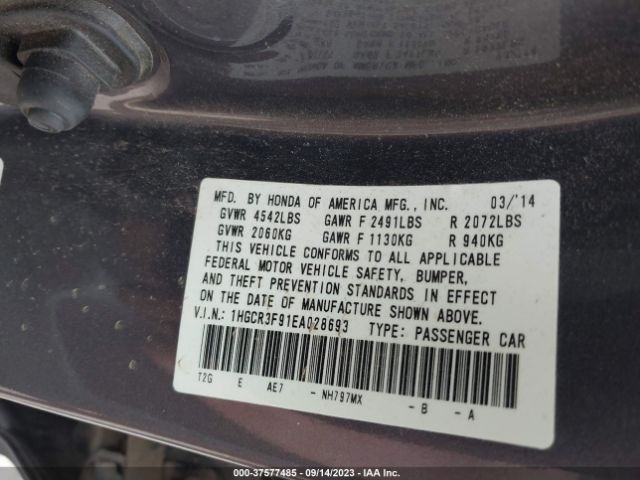 MFD. BY HONDA OF AMERICA MFG., INC. 03/'14
GVWR 4542LBS GAWR F 2491LBS R 2072LBS
GVWR 2060KG GAWR F 1130KG R 940KG
THIS VEHICLE CONFORMS TO ALL APPLICABLE
FEDERAL MOTOR VEHICLE SAFETY, BUMPER,
AND THEFT PREVENTION STANDARDS IN EFFECT
ON THE DATE OF MANUFACTURE SHOWN ABOVE.
V.I.N.: 1HGCR3F91EA028693 TYPE: PASSENGER CAR
T2G E AE7 - NH797MX - B - A
000-37577485 - 09/14/2023 - IAA Inc.